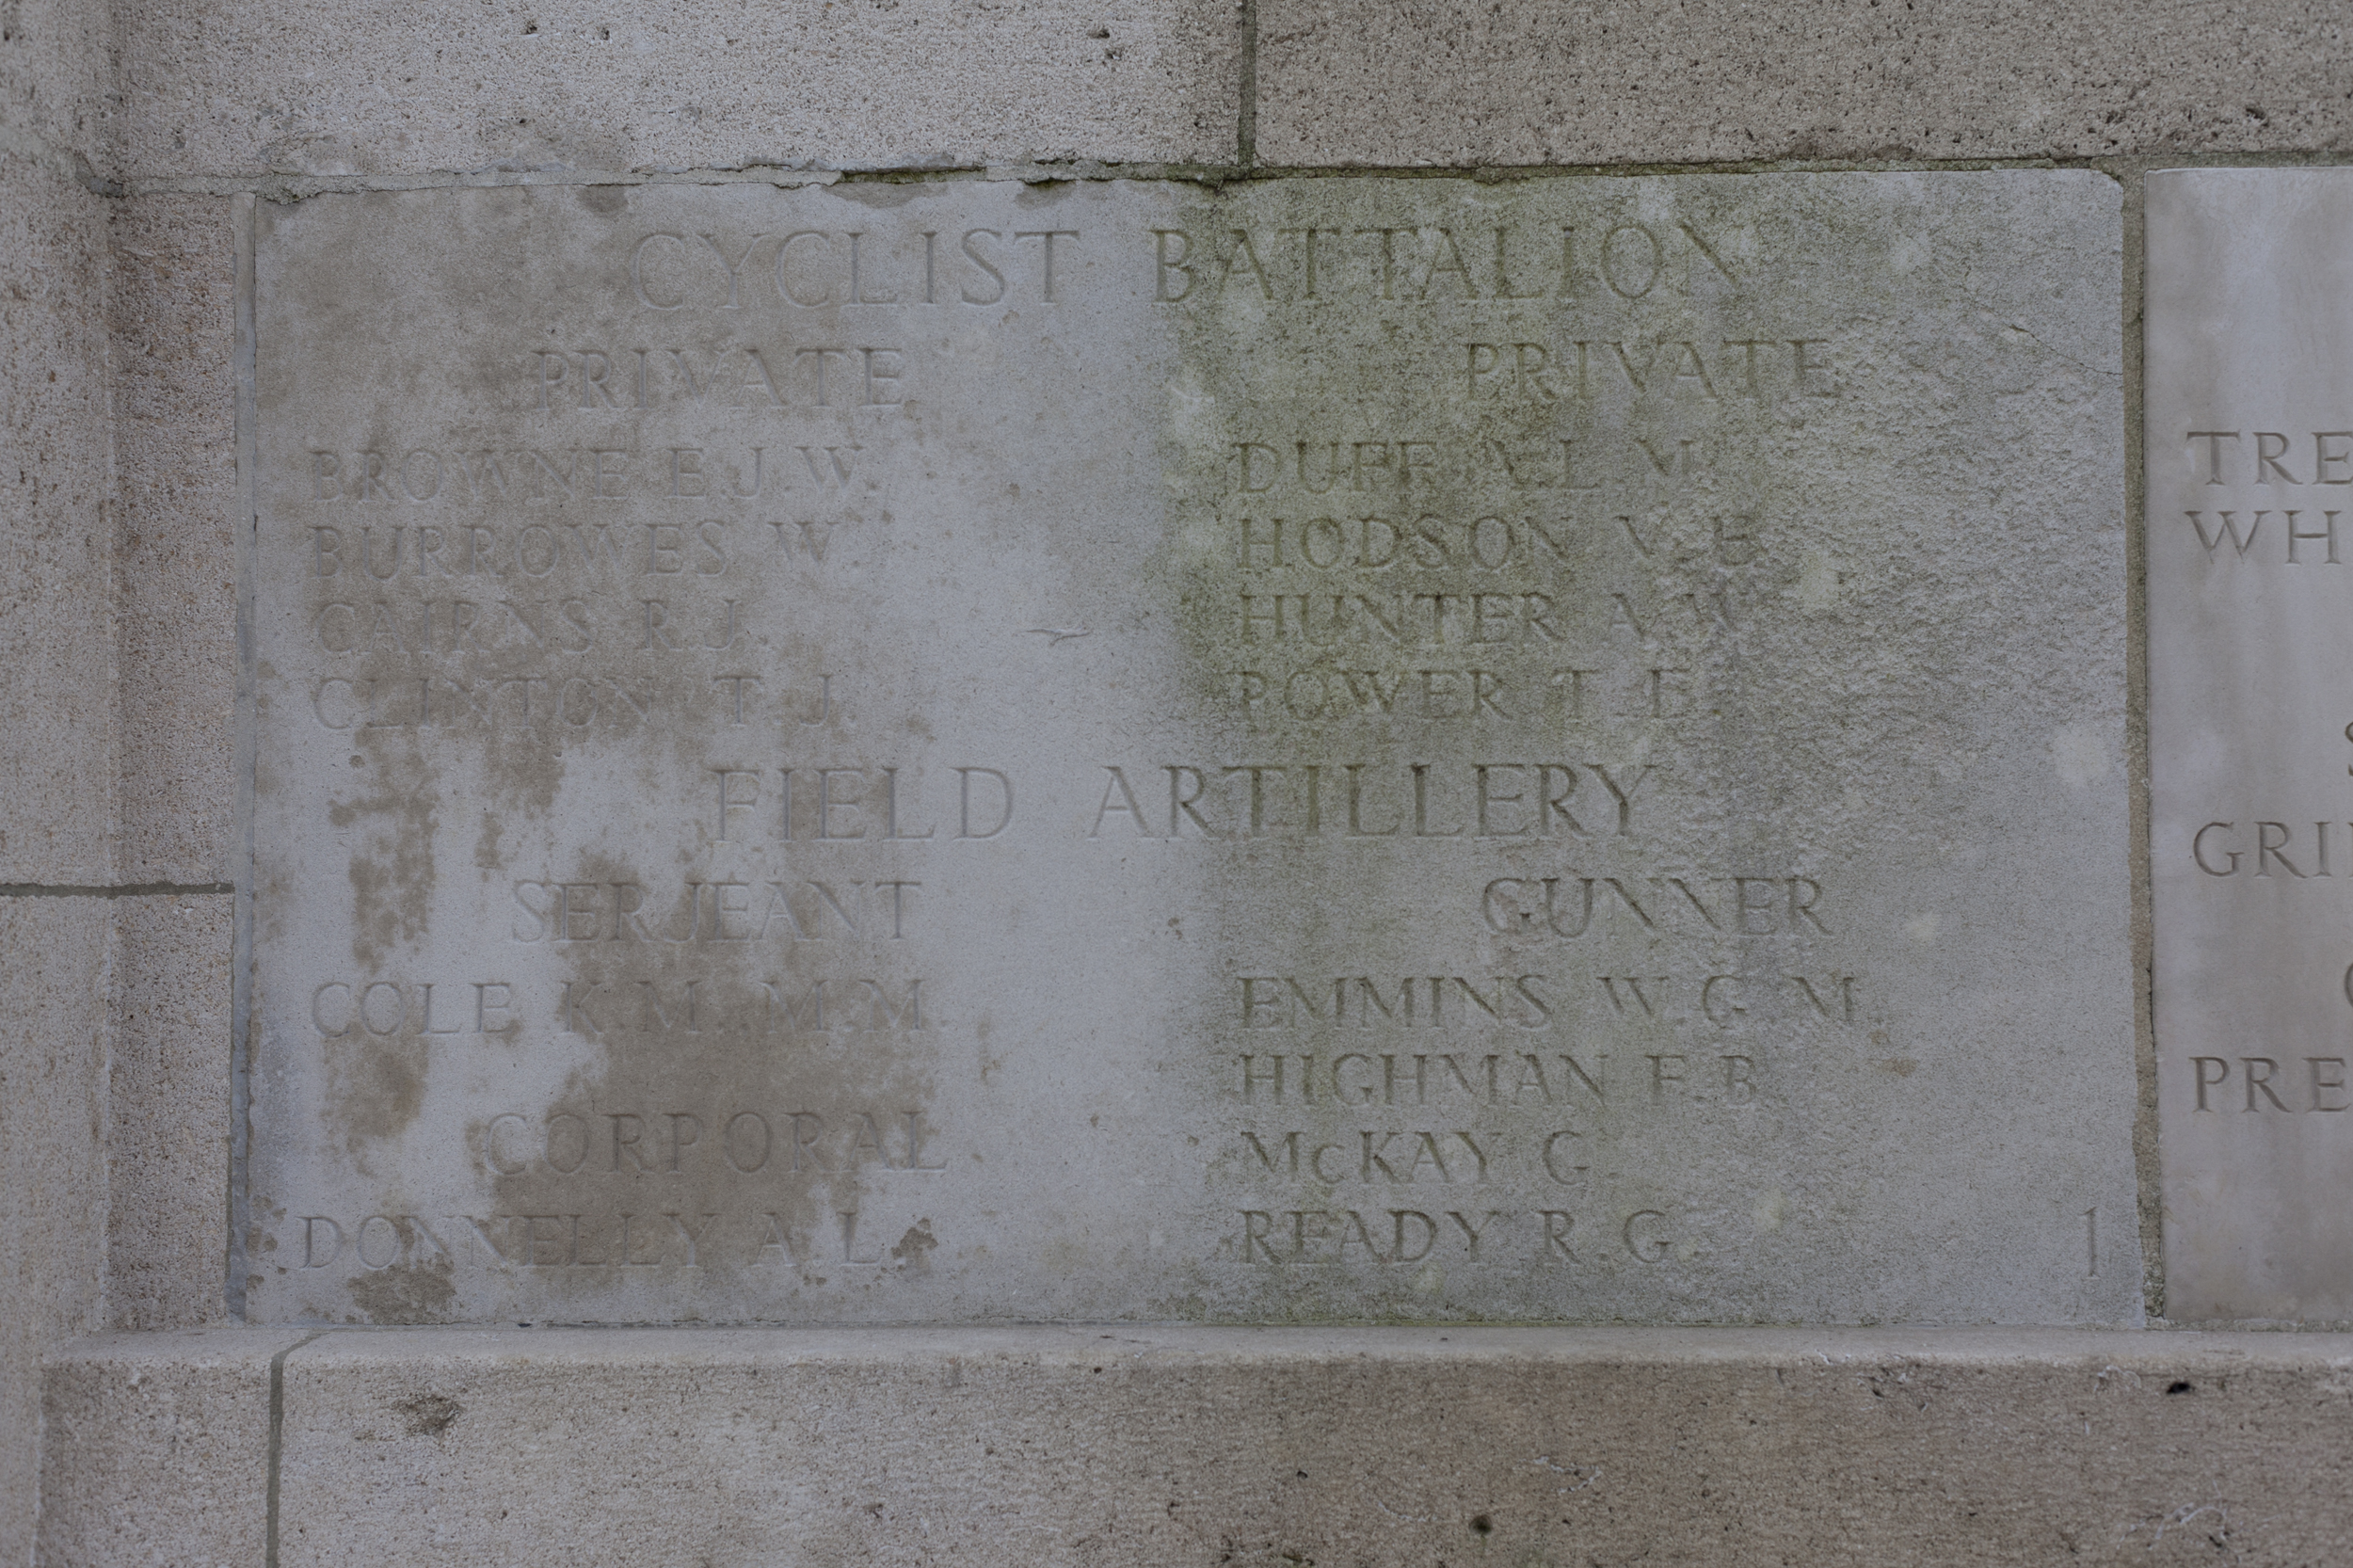 CYCLIST BATTALION
PRIVATE
BROWNE E.J.W.
BURROWES W.
CAIRNS R.J.
CLINTON T.J.
PRIVATE
DUFF A.L.M.
HODSON V.E.
HUNTER A.W.
POWER T.E.
FIELD ARTILLERY
SERJEANT
COLE K.M., M.M.
CORPORAL
DONNELLY A.L.
GUNNER
EMMINS W.G.M.
HIGHMAN F.B.
McKAY G.
READY R.G.
1
TRE
WH
GRI
PRE